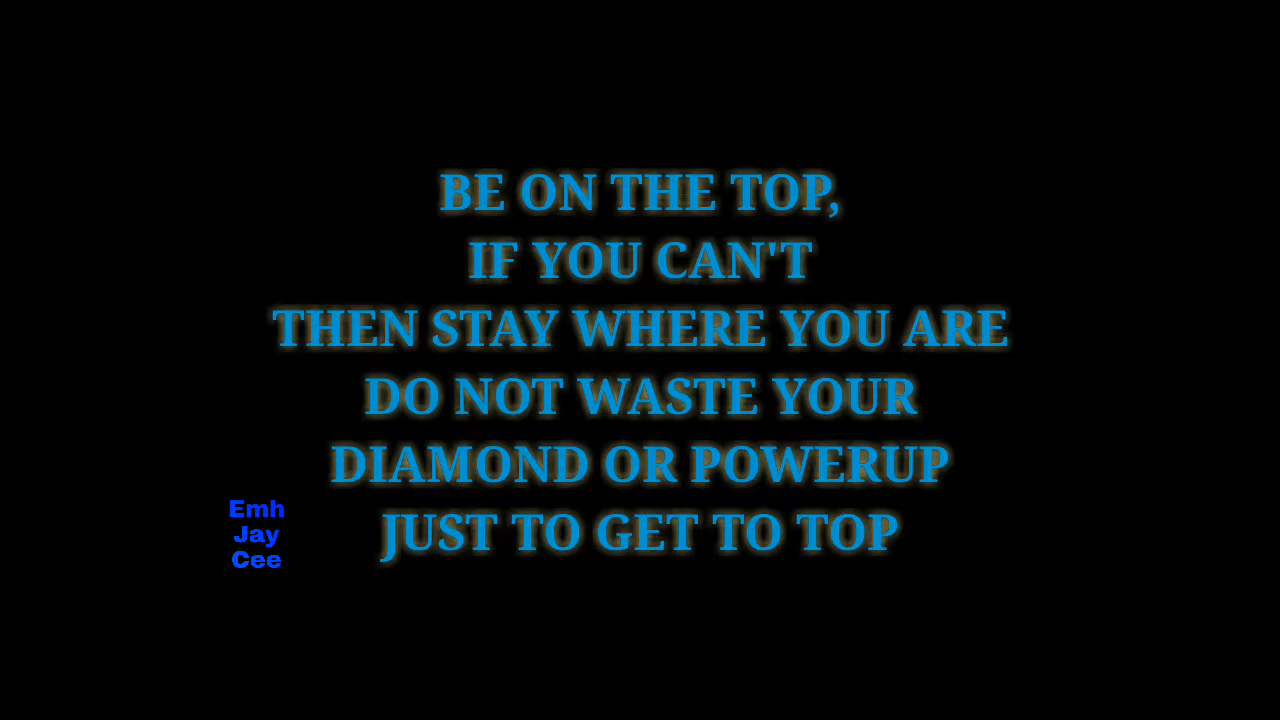 BE ON THE TOP,
IF YOU CAN'T
THEN STAY WHERE YOU ARE
DO NOT WASTE YOUR
DIAMOND OR POWERUP
JUST TO GET TO TOP
Emh
Jay
Cee